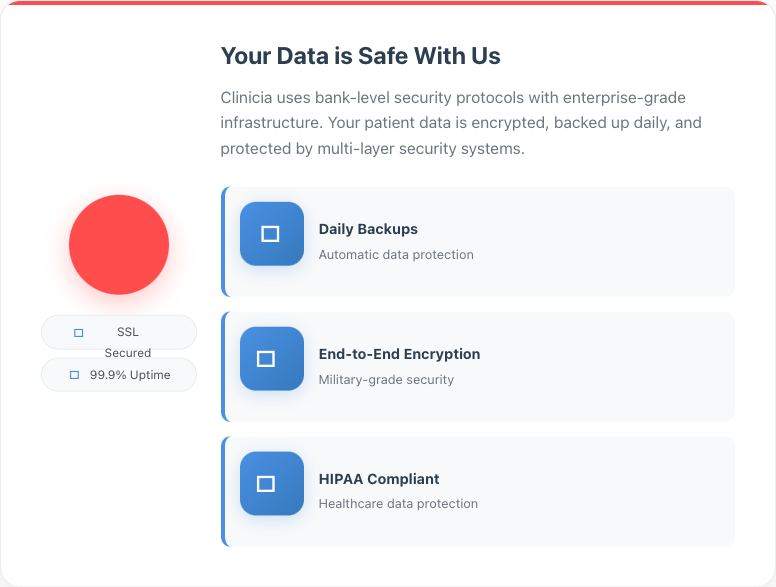 Your Data is Safe With Us
Clinicia uses bank-level security protocols with enterprise-grade
infrastructure. Your patient data is encrypted, backed up daily, and
protected by multi-layer security systems.
SSL
Secured
99.9% Uptime
Daily Backups
Automatic data protection
End-to-End Encryption
Military-grade security
HIPAA Compliant
Healthcare data protection